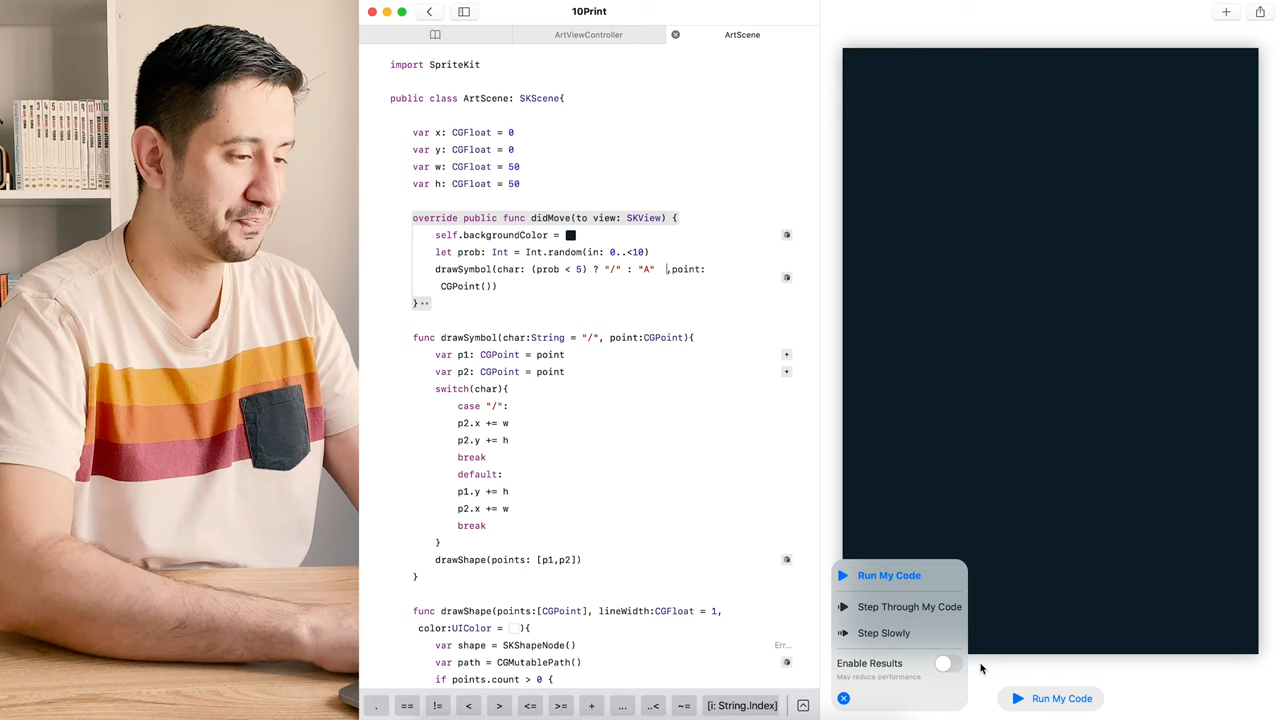 10Print
ArtViewController
ArtScene
import SpriteKit
public class ArtScene: SKScene{
var x: CGFloat = 0
var y: CGFloat = 0
var w: CGFloat = 50
var h: CGFloat = 50
override public func didMove(to view: SKView) {
self.backgroundColor =
let prob: Int = Int.random(in: 0..<10)
drawSymbol(char: (prob < 5) ? "/" : "A" ,point:
CGPoint())
}
func drawSymbol(char:String = "/", point:CGPoint){
var p1: CGPoint = point
var p2: CGPoint = point
switch(char){
case "/":
p2.x += w
p2.y += h
break
default:
p1.y += h
p2.x += w
break
}
drawShape(points: [p1,p2])
}
func drawShape(points:[CGPoint], lineWidth:CGFloat = 1,
color:UIColor = ){
var shape = SKShapeNode()
Err...
var path = CGMutablePath()
if points.count > 0 {
. == != < > <= >= + ... ..< ~= [i: String.Index]
Run My Code
Step Through My Code
Step Slowly
Enable Results
May reduce performance
Run My Code